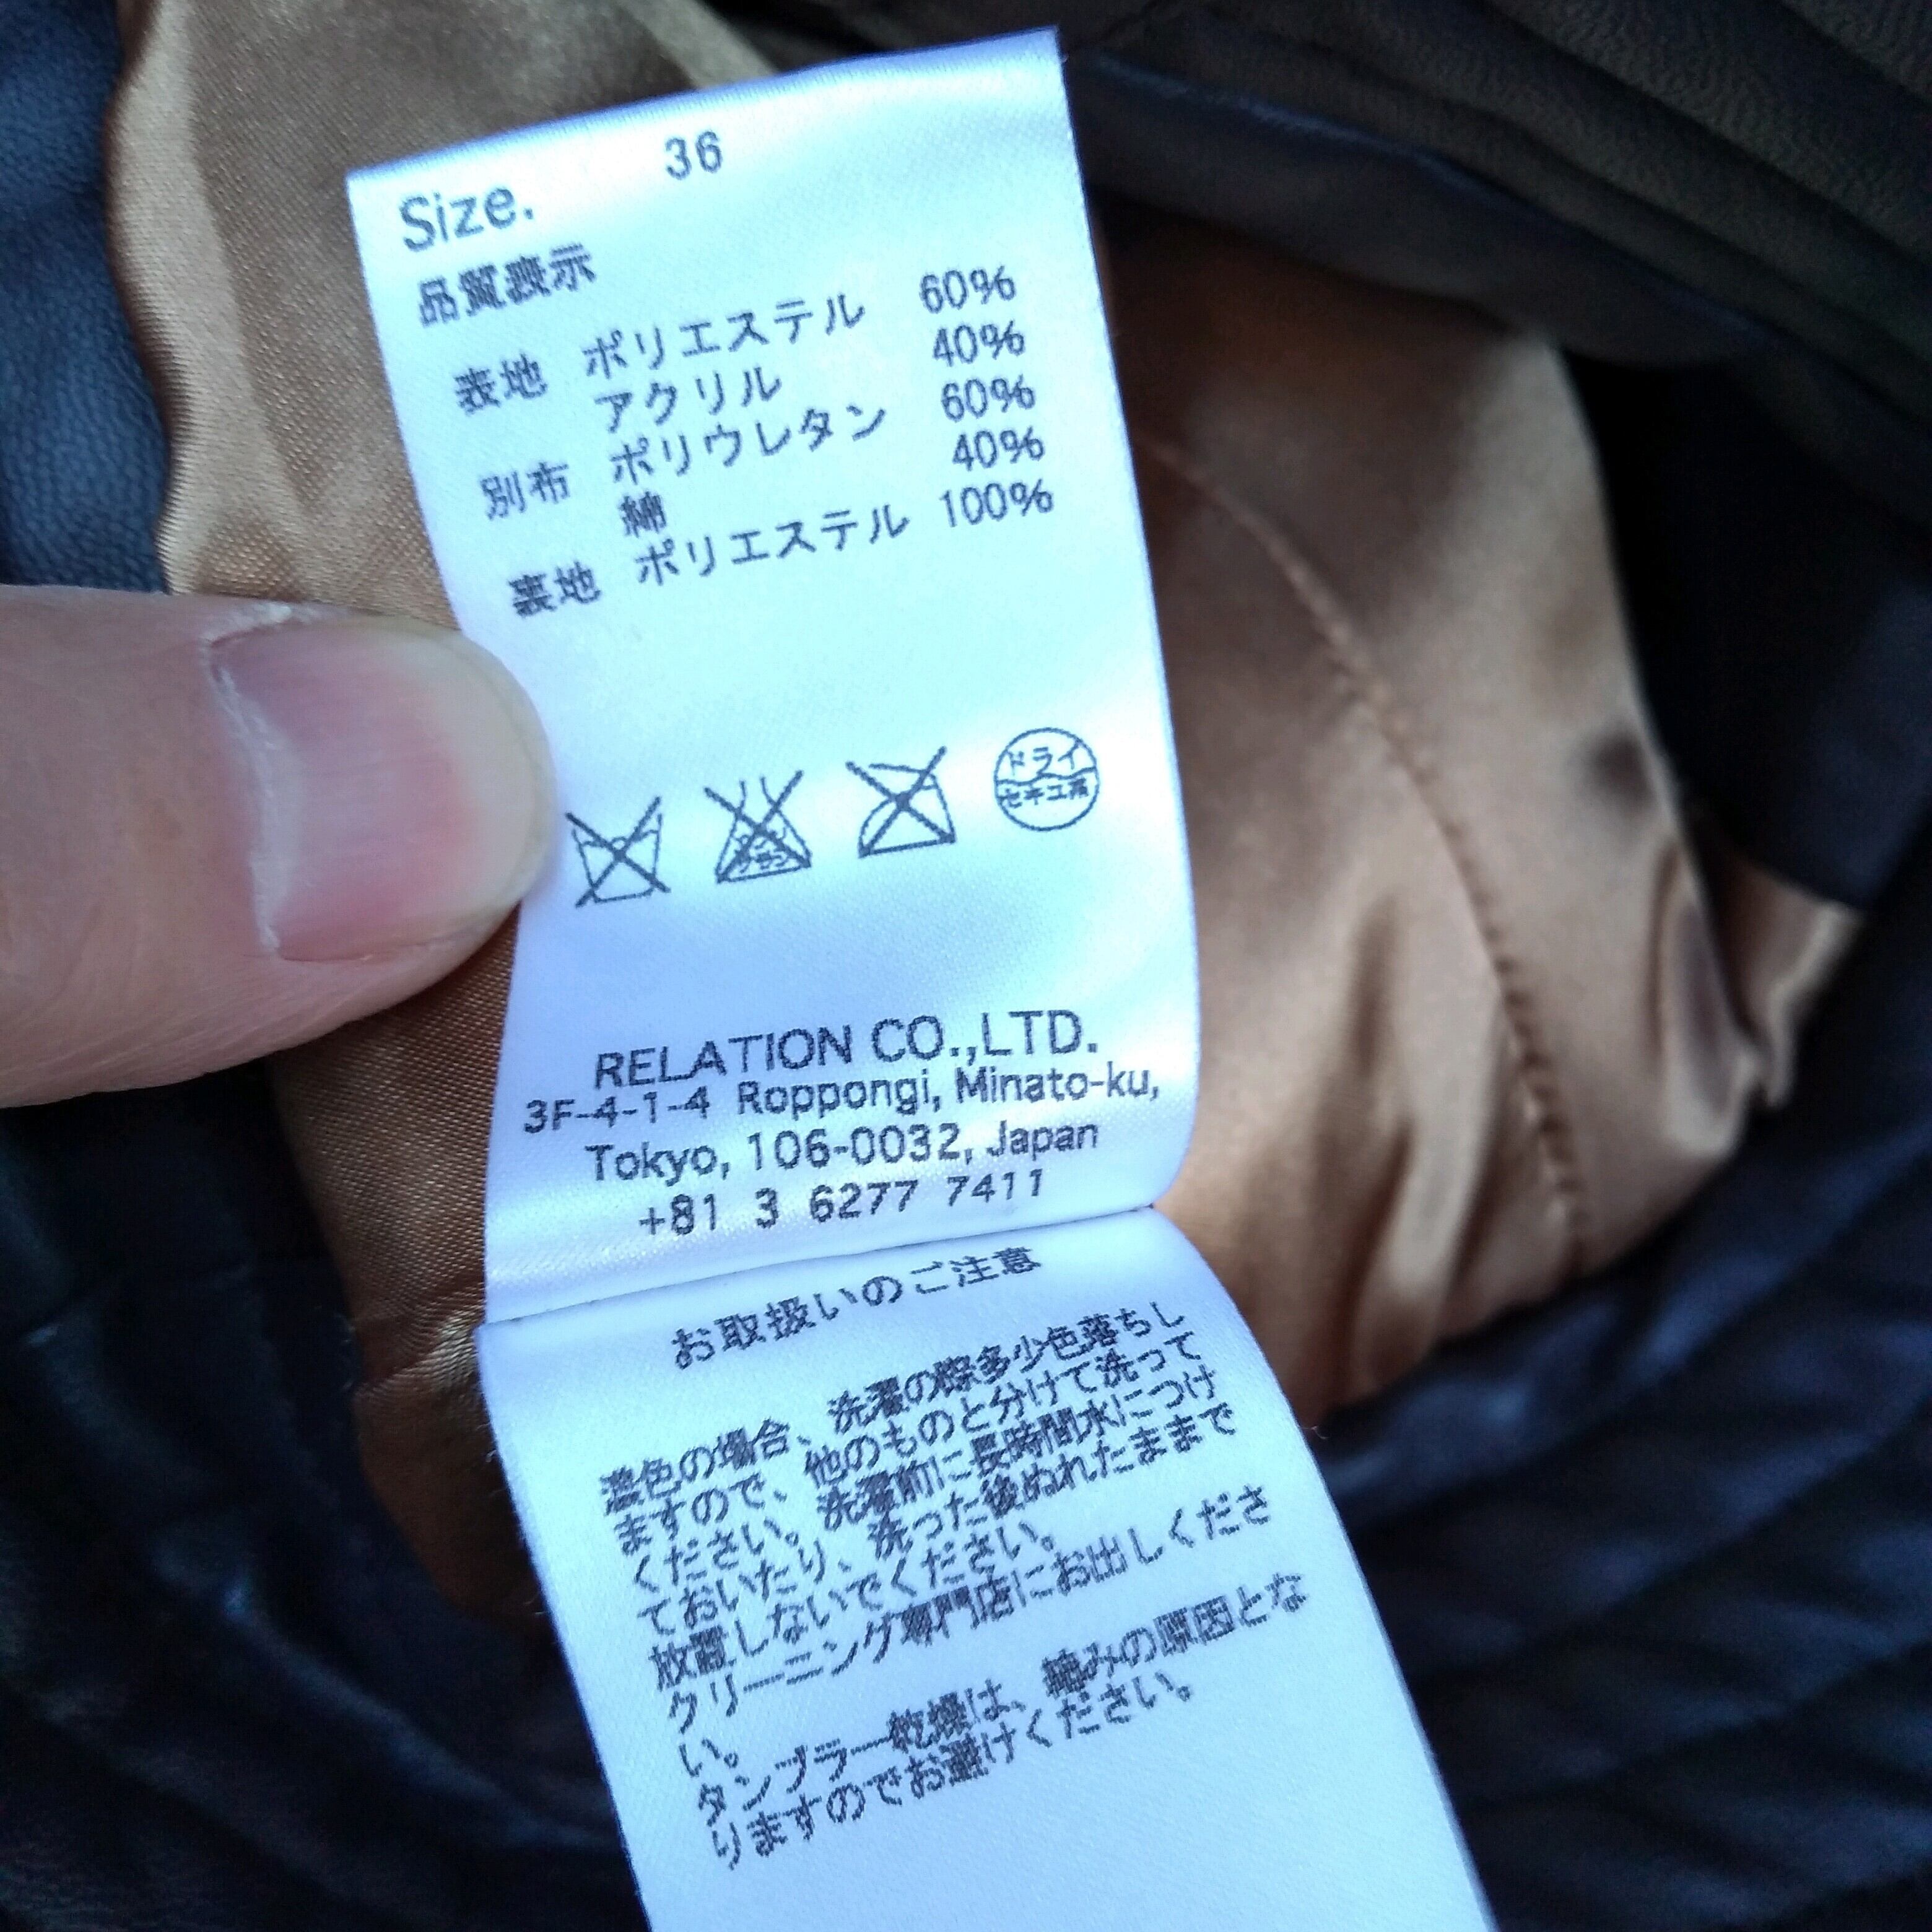 Size. 36
品質表示
表地 ポリエステル 60%
アクリル 40%
別布 ポリウレタン 60%
綿 40%
裏地 ポリエステル 100%
ドライ
セキユ系
RELATION CO.,LTD.
3F-4-1-4 Roppongi, Minato-ku,
Tokyo, 106-0032, Japan
+81 3 6277 7411
お取扱いのご注意
濃色の場合、洗濯の際多少色落ちし
ますので、他のものと分けて洗って
ください。洗濯前に長時間水につけ
ておいたり、洗った後ぬれたままで
放置しないでください。
クリーニング専門店にお出しくださ
い。
タンブラー乾燥は、縮みの原因とな
りますのでお避けください。